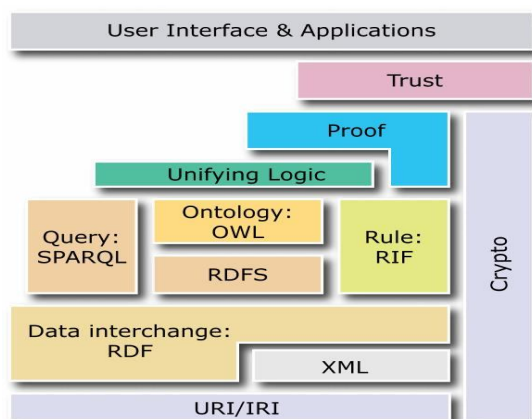 User Interface & Applications
Trust
Proof
Unifying Logic
Query:
SPARQL
Ontology:
OWL
RDFS
Rule:
RIF
Crypto
Data interchange:
RDF
XML
URI/IRI